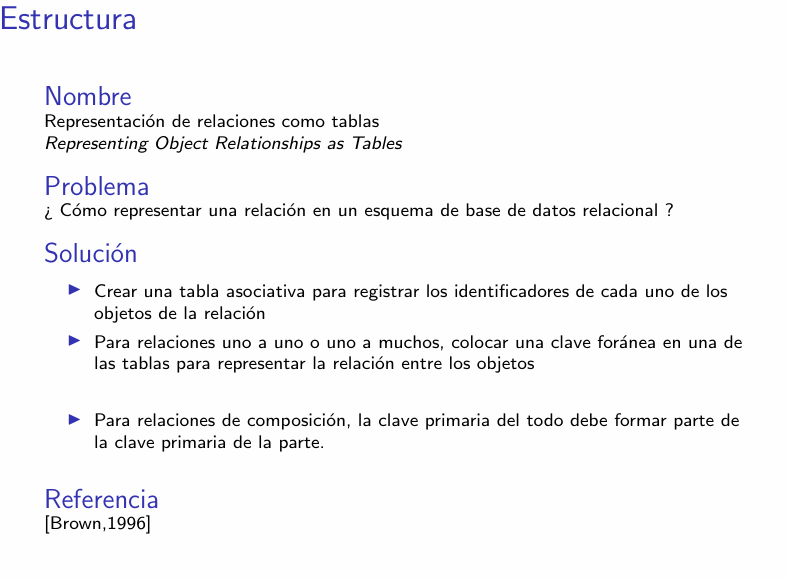 Estructura
Nombre
Representación de relaciones como tablas
Representing Object Relationships as Tables
Problema
¿ Cómo representar una relación en un esquema de base de datos relacional ?
Solución
Crear una tabla asociativa para registrar los identificadores de cada uno de los
objetos de la relación
Para relaciones uno a uno o uno a muchos, colocar una clave foránea en una de
las tablas para representar la relación entre los objetos
Para relaciones de composición, la clave primaria del todo debe formar parte de
la clave primaria de la parte.
Referencia
[Brown,1996]